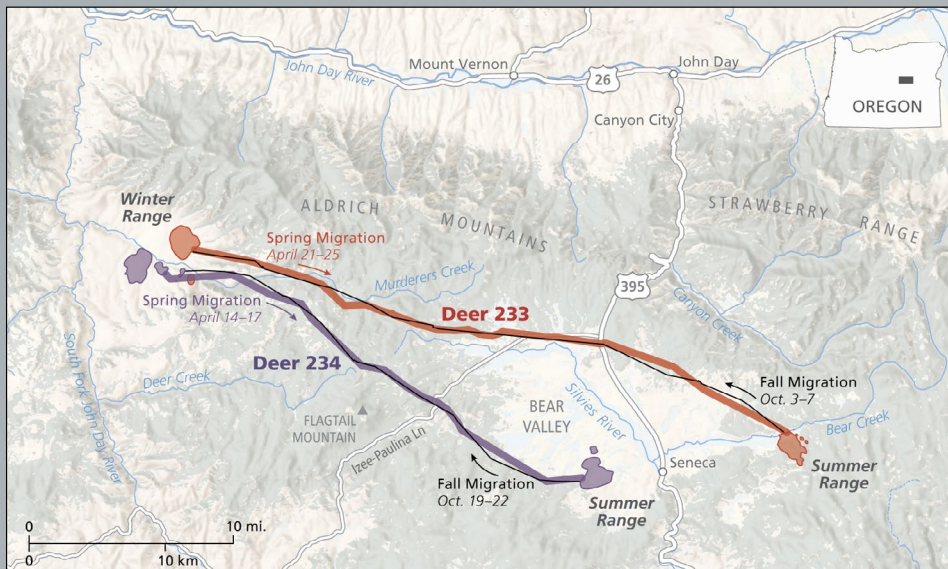 John Day River
Mount Vernon
John Day
26
OREGON
Canyon City
Winter
Range
ALDRICH
MOUNTAINS
STRAWBERRY RANGE
Spring Migration
April 21–25
Murderers Creek
395
Canyon Creek
Spring Migration
April 14–17
Deer 233
Deer 234
South Fork John Day River
Deer Creek
FLAGTAIL
MOUNTAIN
Izee-Paulina Ln
BEAR
VALLEY
Silvies River
Fall Migration
Oct. 3–7
Bear Creek
Seneca
Summer
Range
Fall Migration
Oct. 19–22
Summer
Range
0 10 mi.
0 10 km